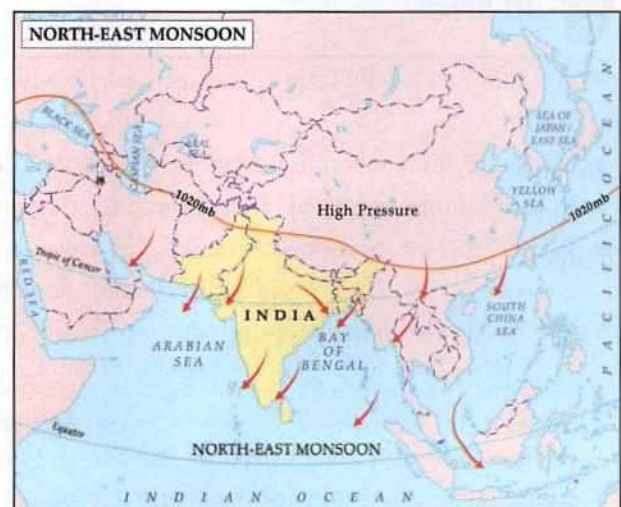 NORTH-EAST MONSOON
BLACK SEA
CASPIAN SEA
ARAL
SEA
SEA OF
JAPAN /
EAST SEA
YELLOW
SEA
PACIFIC OCEAN
1020mb
High Pressure
1020mb
Tropic of Cancer
RED SEA
SOUTH
CHINA
SEA
INDIA
ARABIAN
SEA
BAY
OF
BENGAL
Equator
NORTH-EAST MONSOON
INDIAN OCEAN